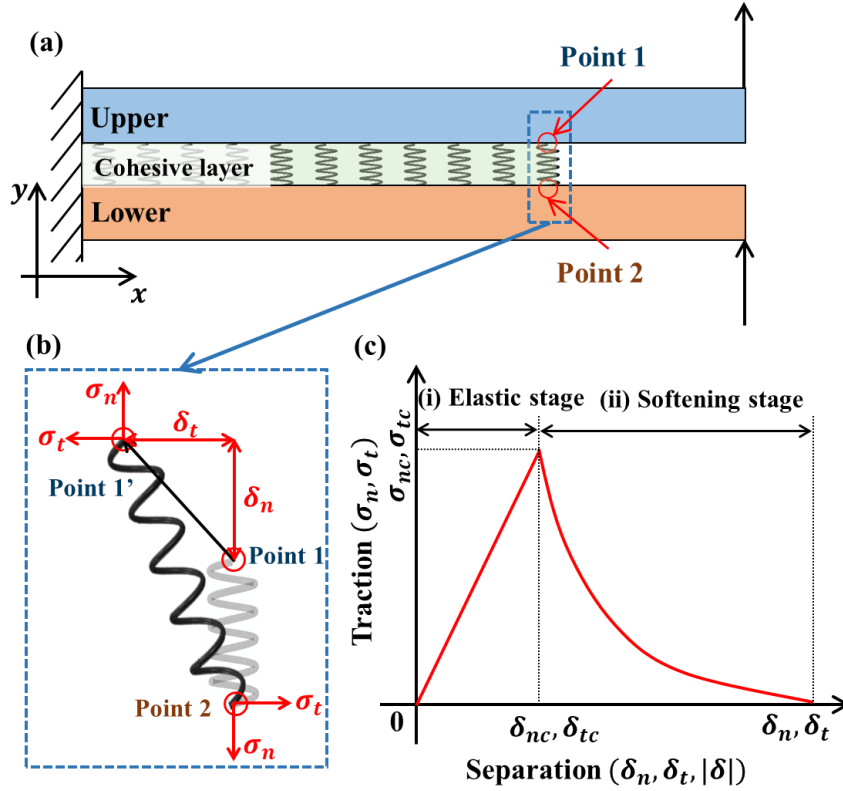 (a)
Point 1
Upper
Cohesive layer
Lower
Point 2
y
x
(b)
σₙ
σₜ
δₜ
δₙ
Point 1’
Point 1
Point 2
σₜ
σₙ
(c)
(i) Elastic stage
(ii) Softening stage
Traction (σₙ, σₜ)
σₙc, σₜc
0
δₙc, δₜc
δₙ, δₜ
Separation (δₙ, δₜ, |δ|)